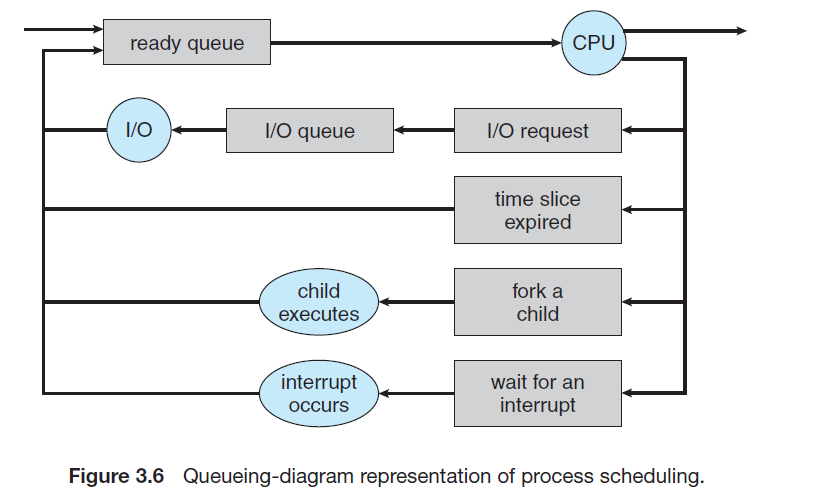 ready queue
CPU
I/O
I/O queue
I/O request
time slice
expired
child
executes
fork a
child
interrupt
occurs
wait for an
interrupt
Figure 3.6 Queueing-diagram representation of process scheduling.